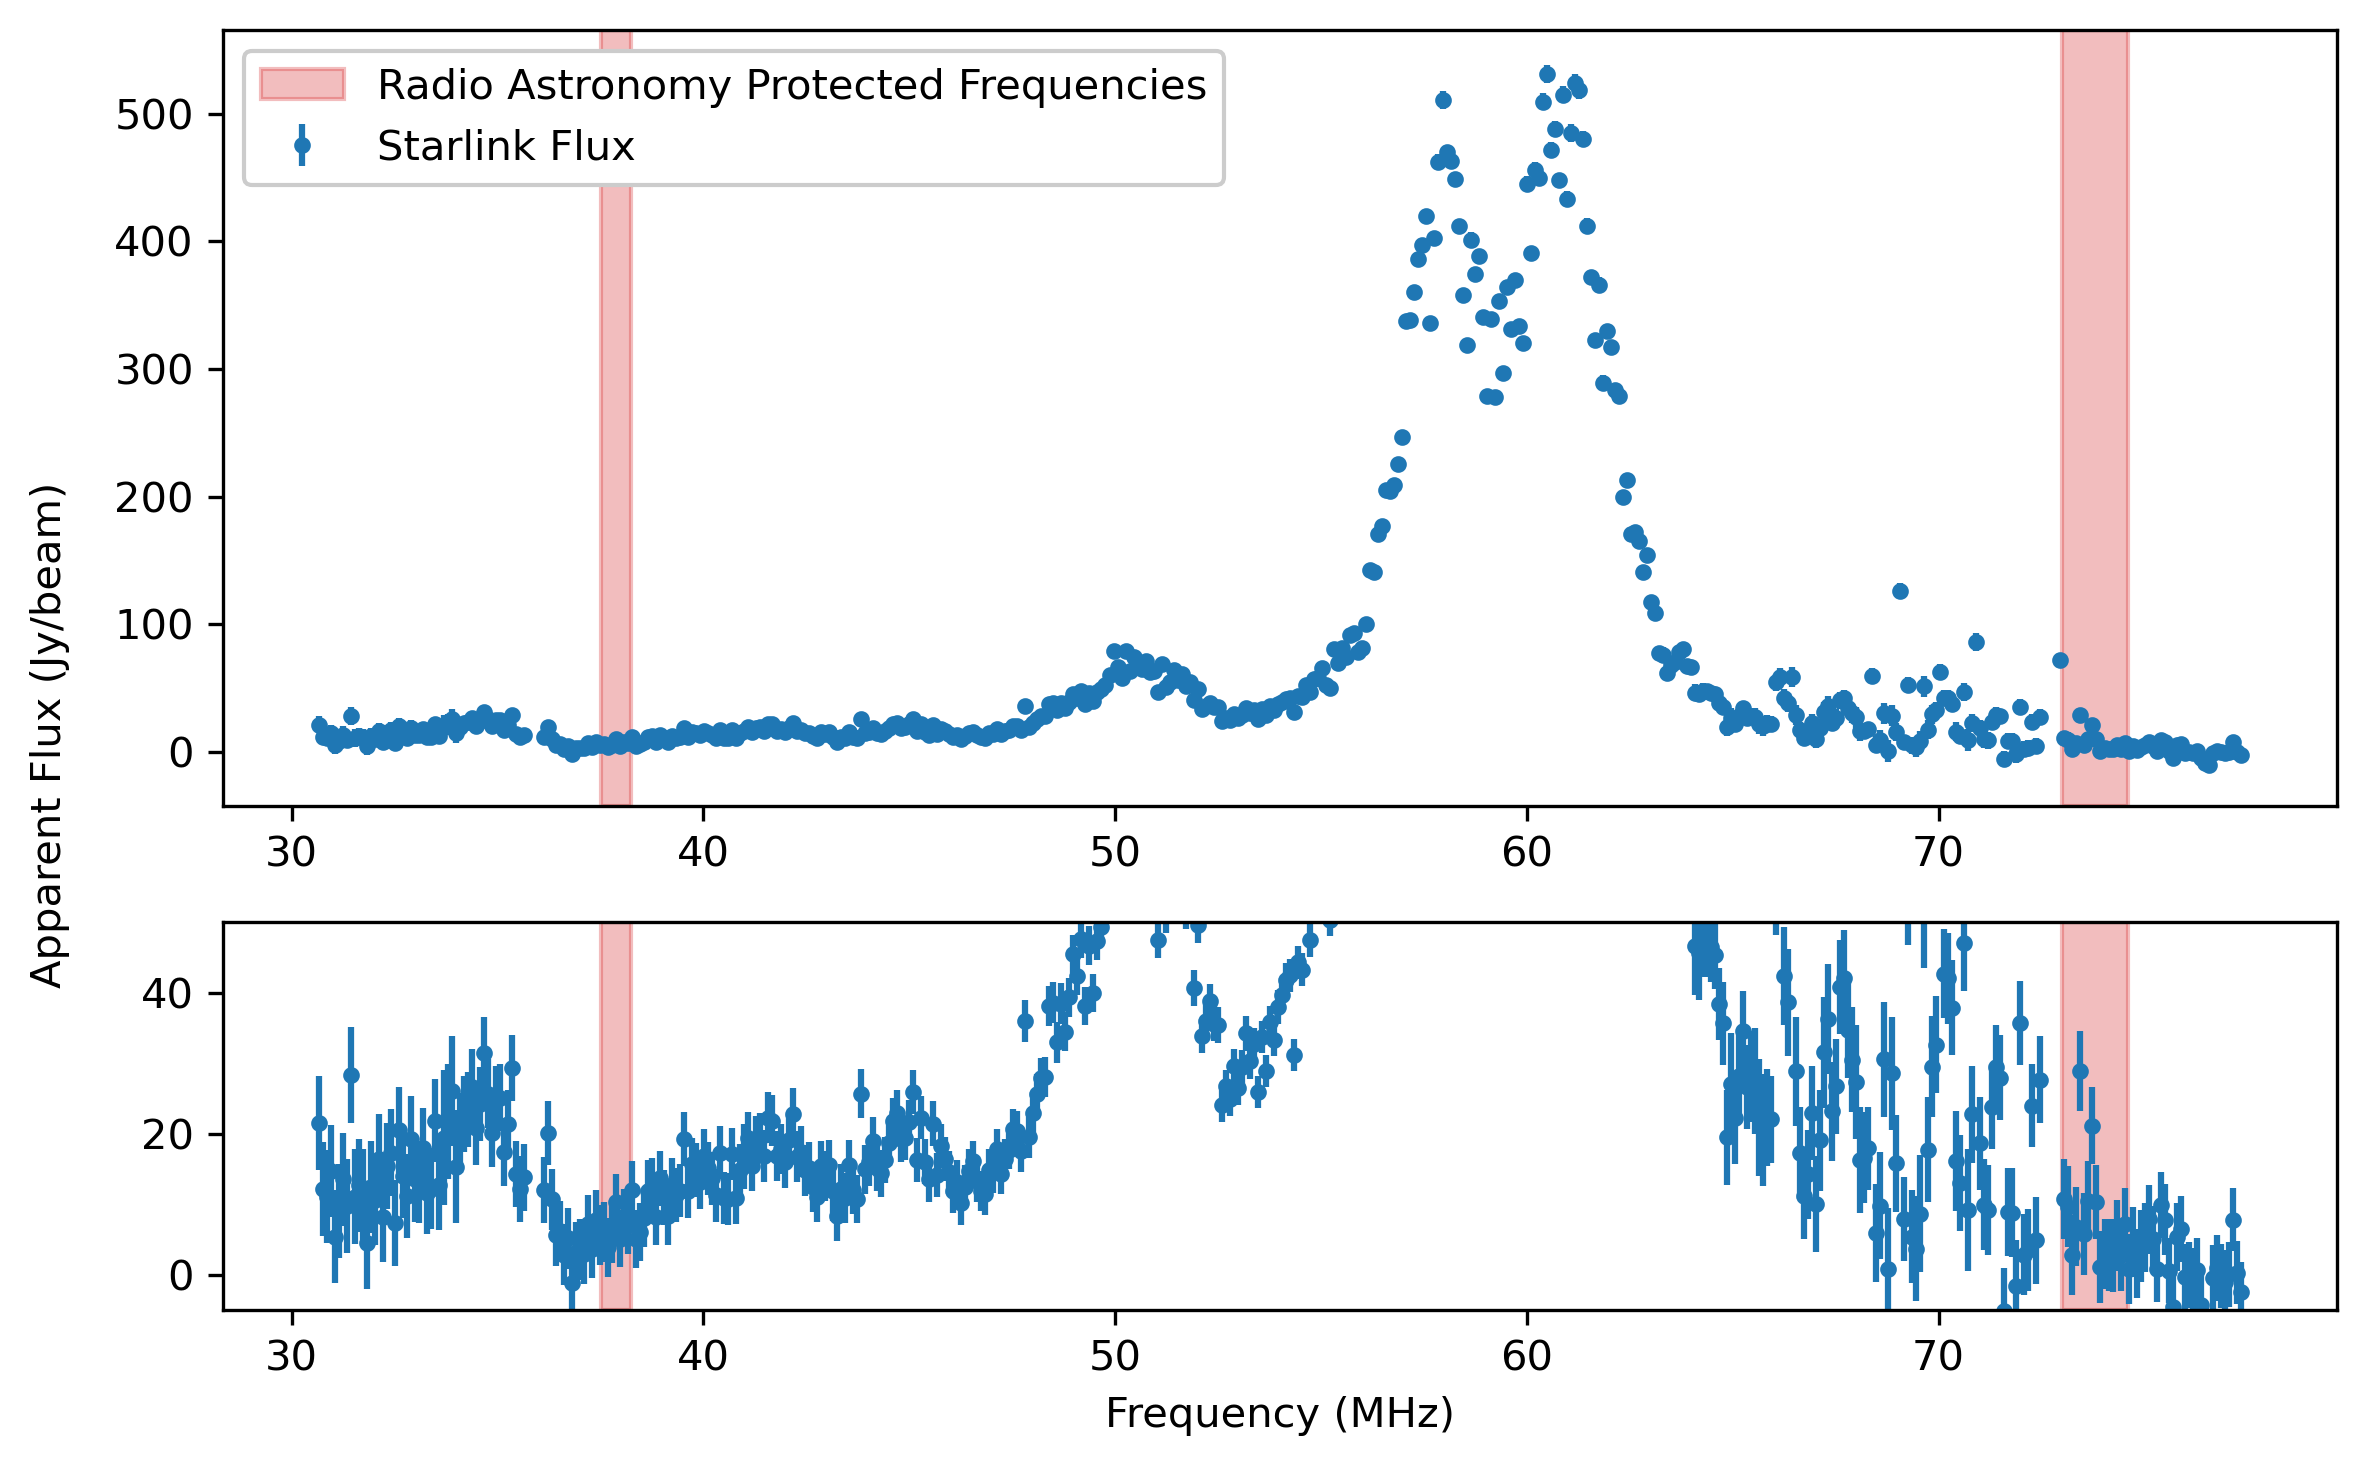 Radio Astronomy Protected Frequencies
Starlink Flux
500
400
300
200
100
0
30 40 50 60 70
Apparent Flux (Jy/beam)
40
20
0
30 40 50 60 70
Frequency (MHz)